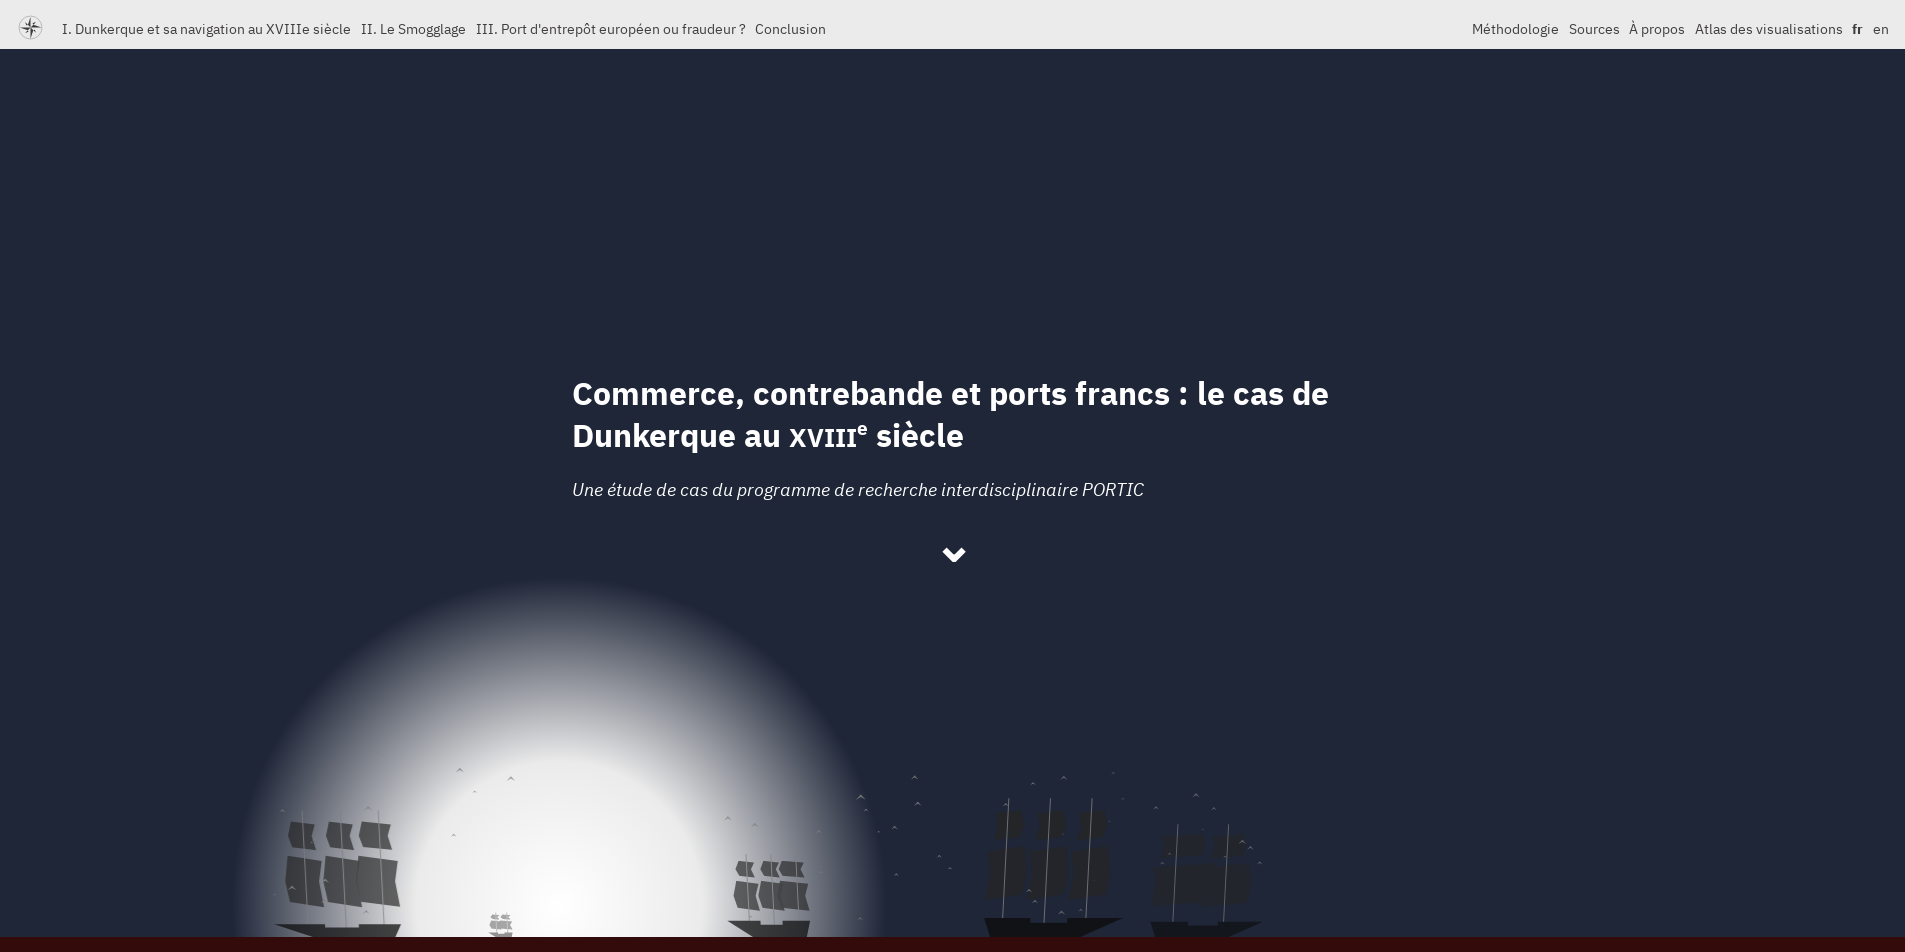 I. Dunkerque et sa navigation au XVIIIe siècle II. Le Smogglage III. Port d'entrepôt européen ou fraudeur ? Conclusion Méthodologie Sources À propos Atlas des visualisations fr en
Commerce, contrebande et ports francs : le cas de
Dunkerque au XVIIIe siècle
Une étude de cas du programme de recherche interdisciplinaire PORTIC